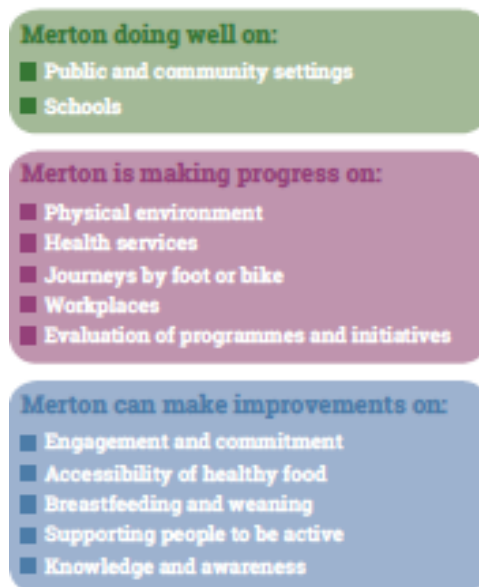 Merton doing well on:
Public and community settings
Schools
Merton is making progress on:
Physical environment
Health services
Journeys by foot or bike
Workplaces
Evaluation of programmes and initiatives
Merton can make improvements on:
Engagement and commitment
Accessibility of healthy food
Breastfeeding and weaning
Supporting people to be active
Knowledge and awareness